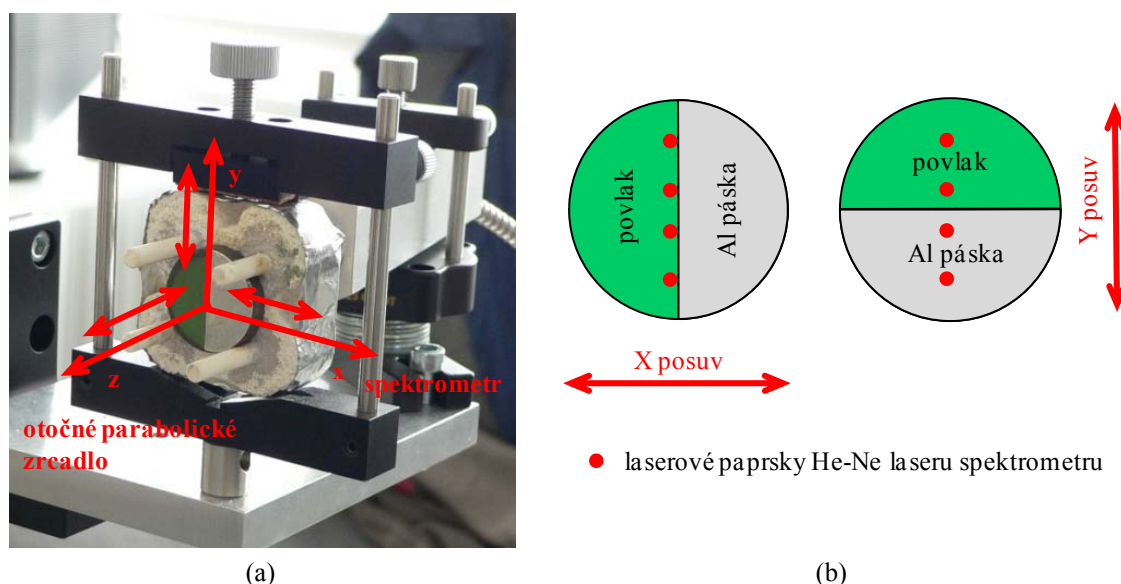 y
z
x
spektrometr
otočné parabolické
zrcadlo
(a)
povlak
Al páska
povlak
Al páska
Y posuv
X posuv
laserové paprsky He-Ne laseru spektrometru
(b)